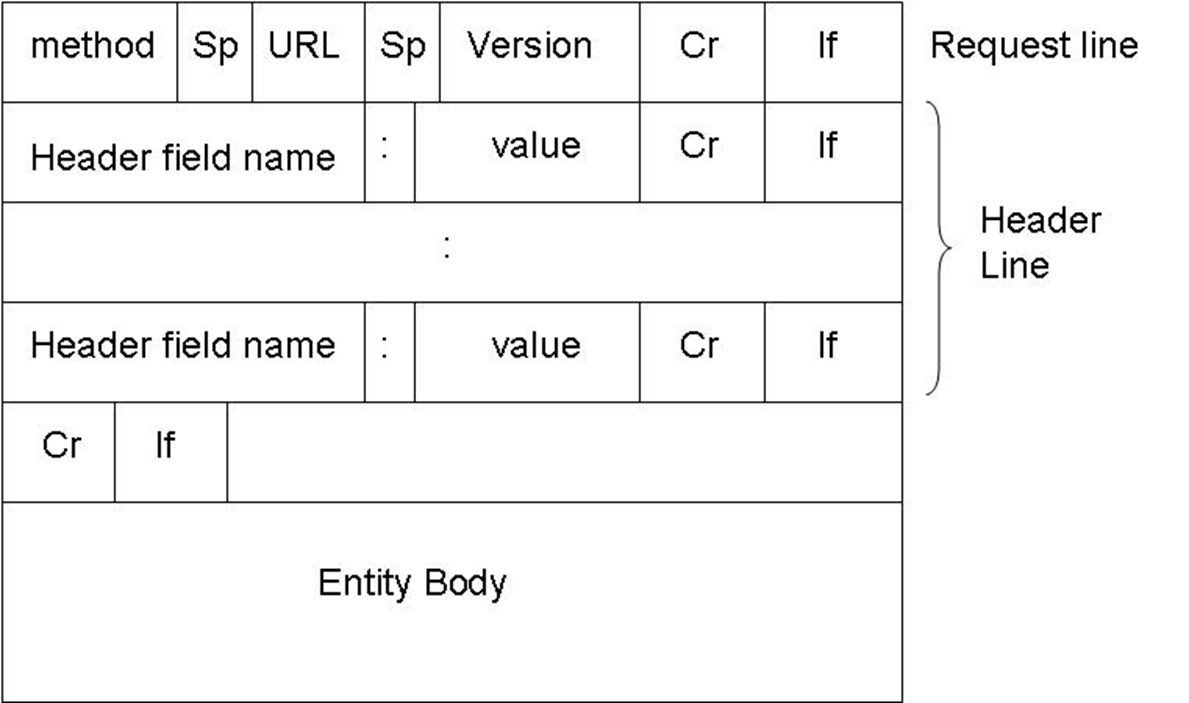 method Sp URL Sp Version Cr lf Request line
Header field name : value Cr lf
:
Header
Line
Header field name : value Cr lf
Cr lf
Entity Body